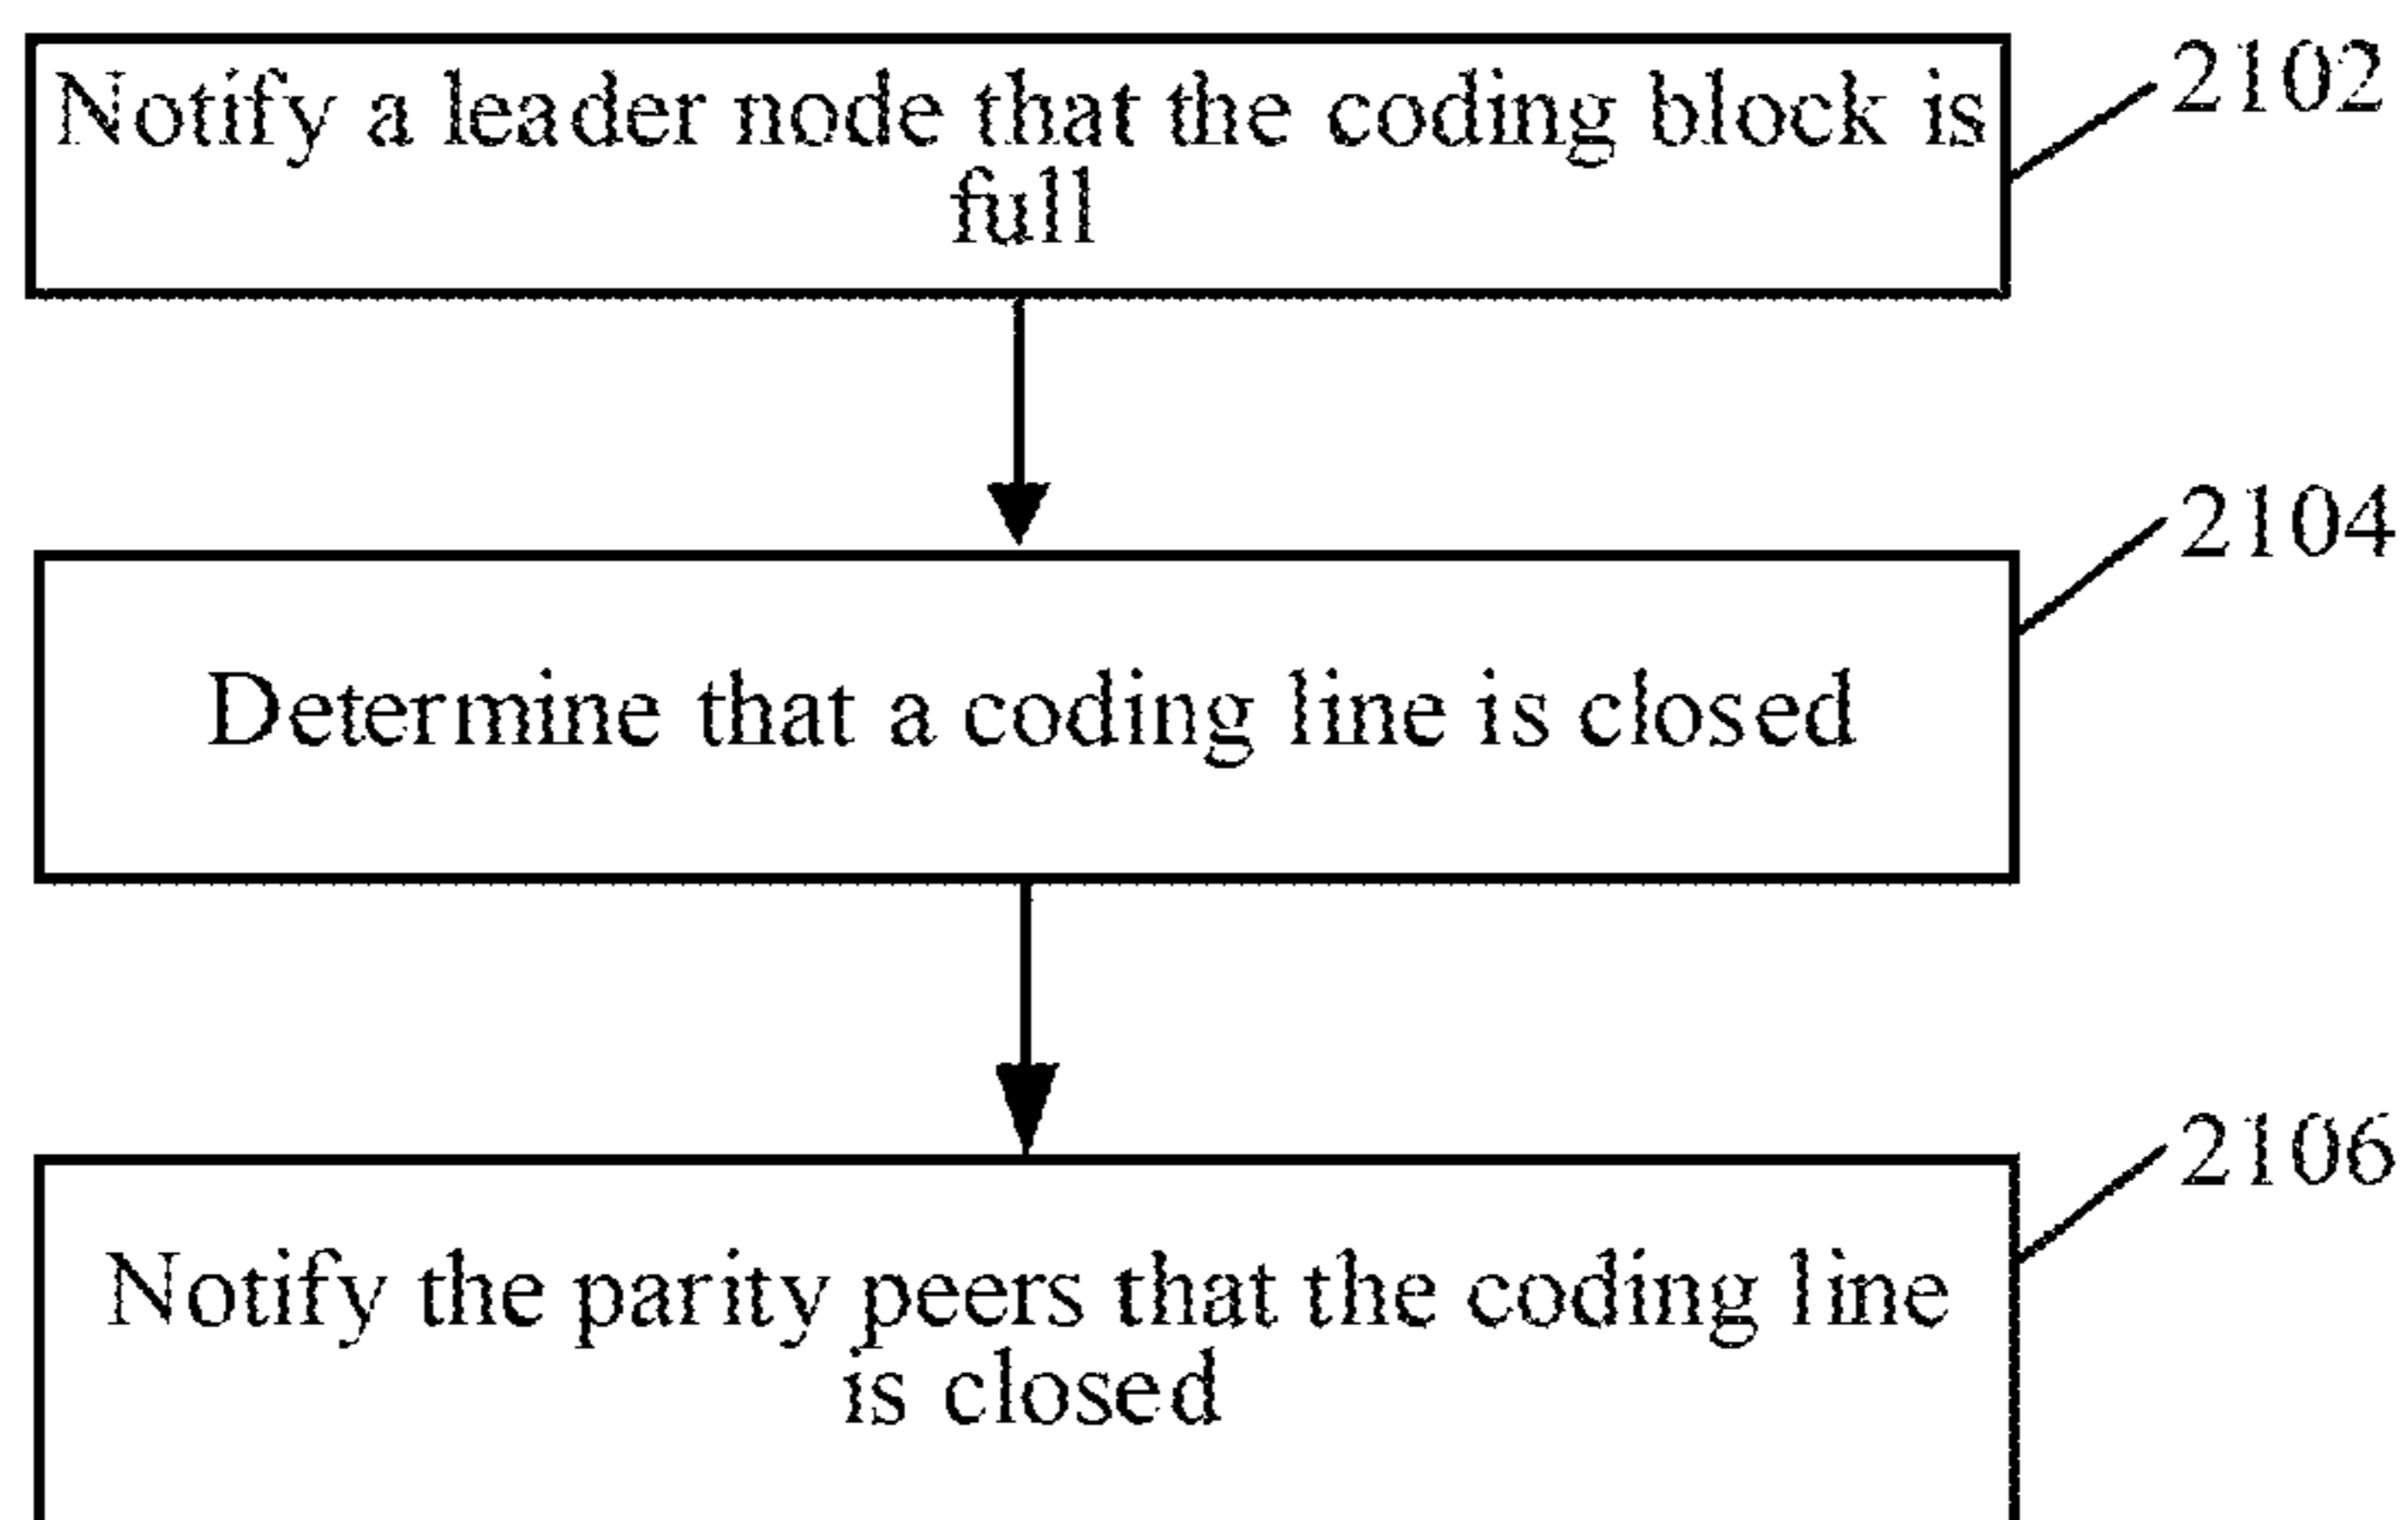 Notify a leader node that the coding block is
full
2102
Determine that a coding line is closed
2104
Notify the parity peers that the coding line
is closed
2106